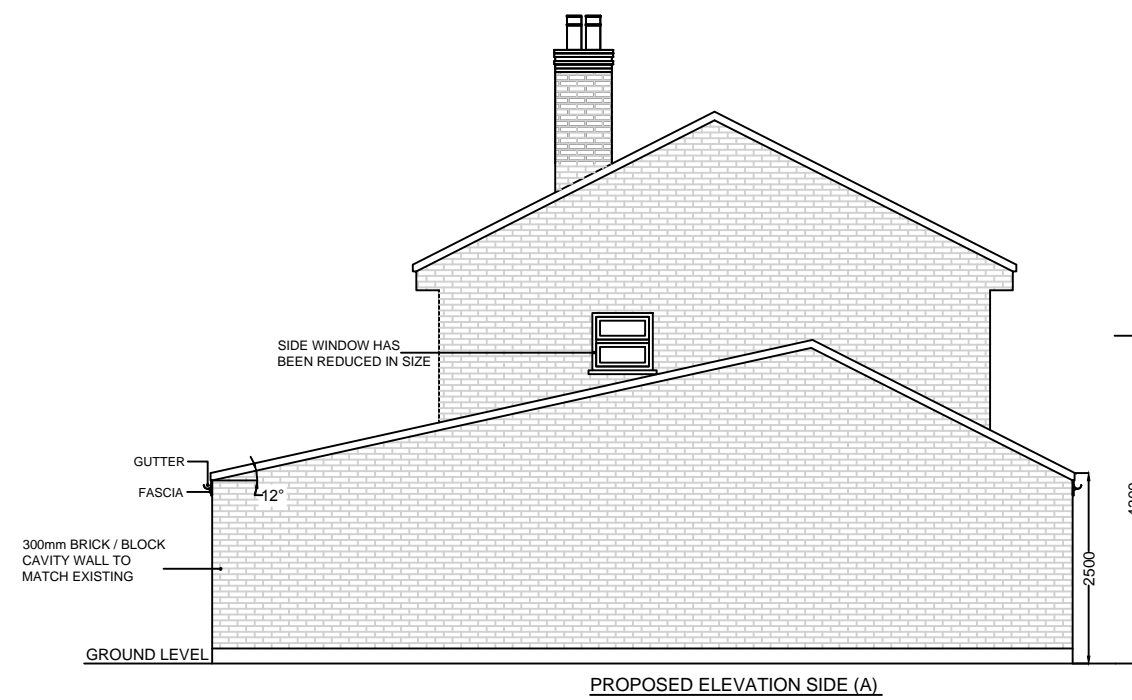 SIDE WINDOW HAS
BEEN REDUCED IN SIZE
GUTTER
FASCIA
12°
300mm BRICK / BLOCK
CAVITY WALL TO
MATCH EXISTING
2500
GROUND LEVEL
PROPOSED ELEVATION SIDE (A)